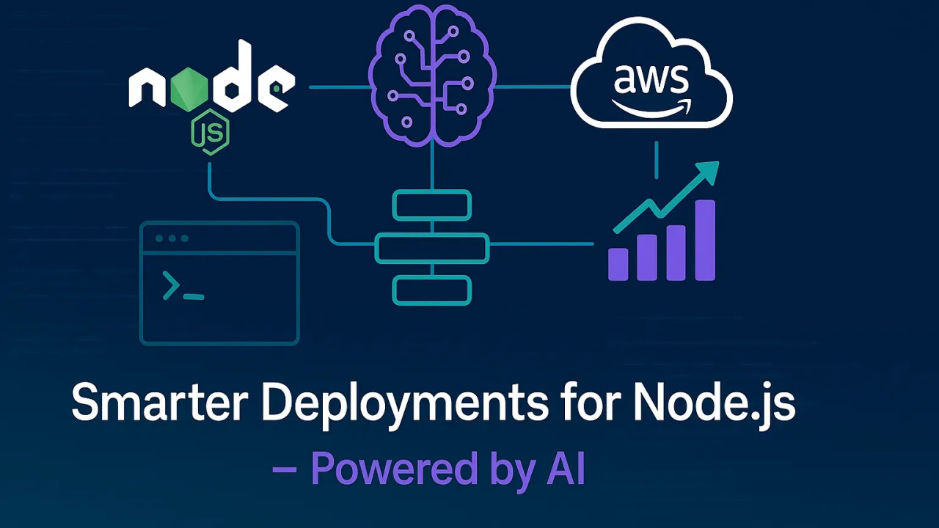 node
JS
aws
>_
Smarter Deployments for Node.js
– Powered by AI